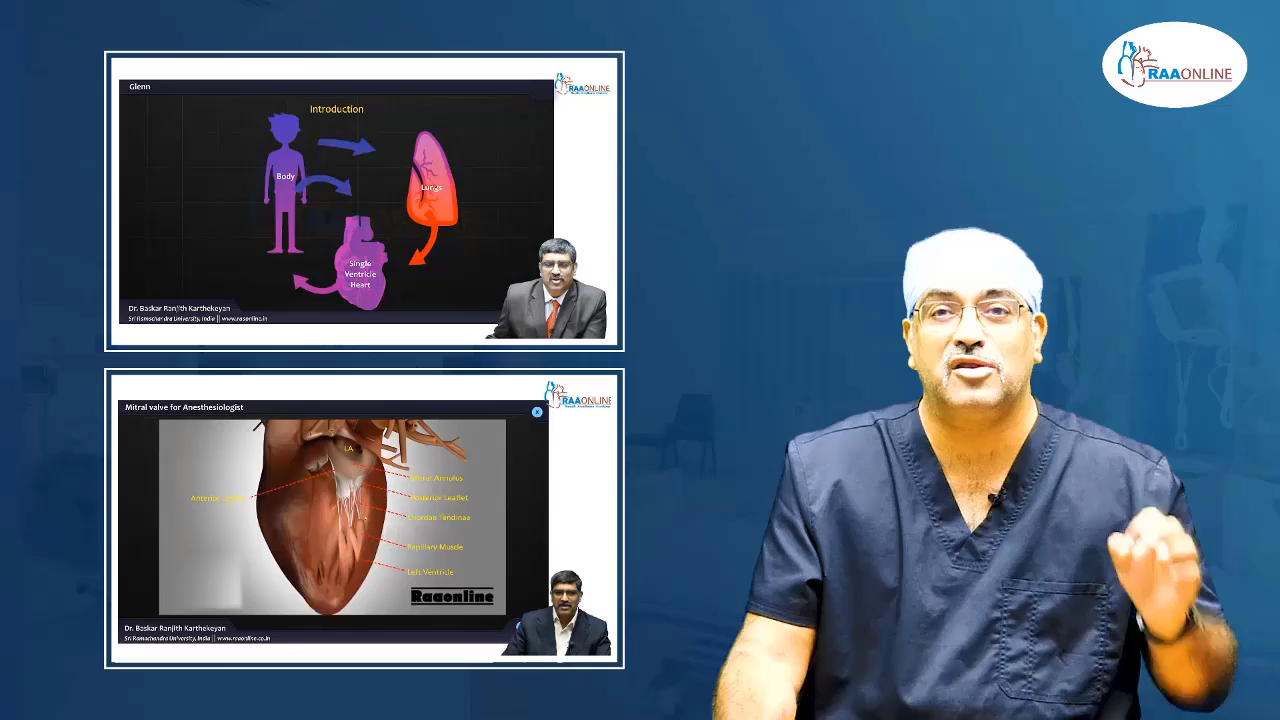 Glenn
RAAONLINE
Introduction
Body
Lungs
Single
Ventricle
Heart
Dr. Baskar Ranjith Karthekeyan
Sri Ramachandra University, India || www.raaonline.in
RAAONLINE
Mitral valve for Anesthesiologist
RAAONLINE
x
LA
Annulus
Anterior
Posterior Leaflet
Chordae Tendinae
Papillary Muscle
Left Ventricle
Raaonline
Dr. Baskar Ranjith Karthekeyan
Sri Ramachandra University, India || www.raaonline.co.in